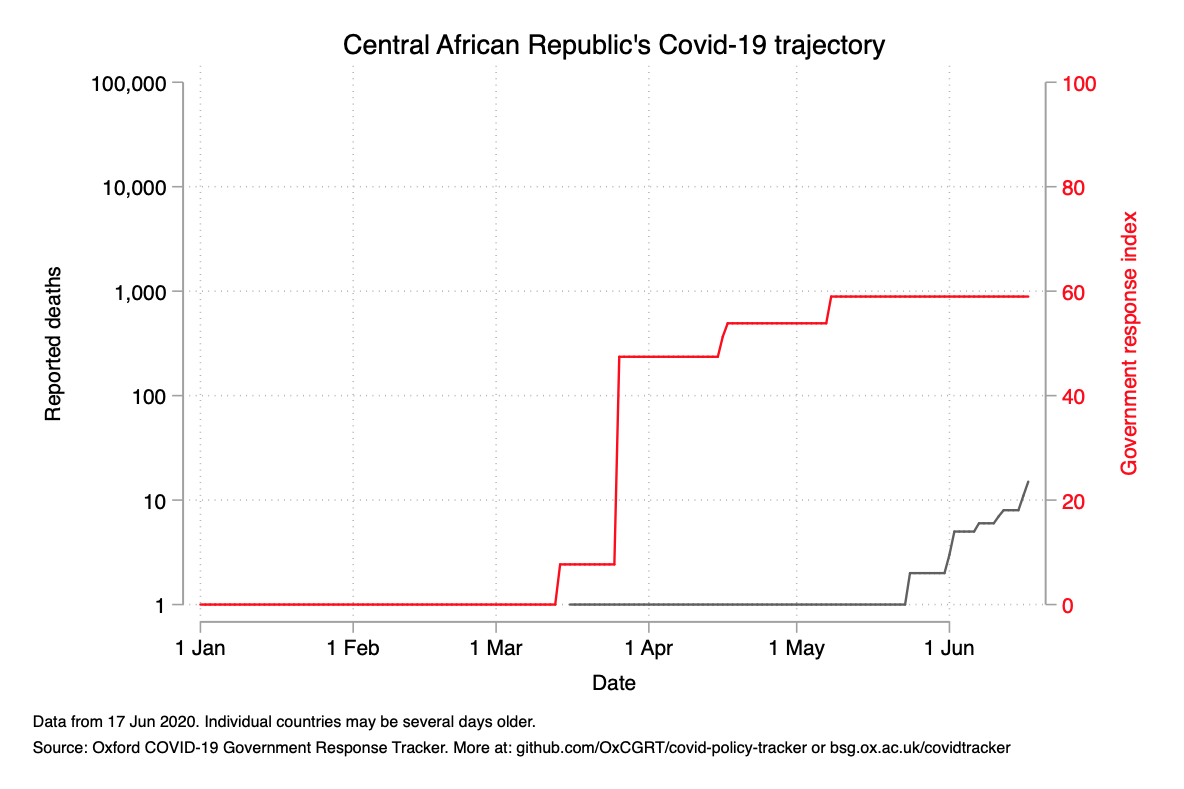 Central African Republic's Covid-19 trajectory
100,000
10,000
1,000
100
10
1
Reported deaths
100
80
60
40
20
0
Government response index
1 Jan
1 Feb
1 Mar
1 Apr
1 May
1 Jun
Date
Data from 17 Jun 2020. Individual countries may be several days older.
Source: Oxford COVID-19 Government Response Tracker. More at: github.com/OxCGRT/covid-policy-tracker or bsg.ox.ac.uk/covidtracker